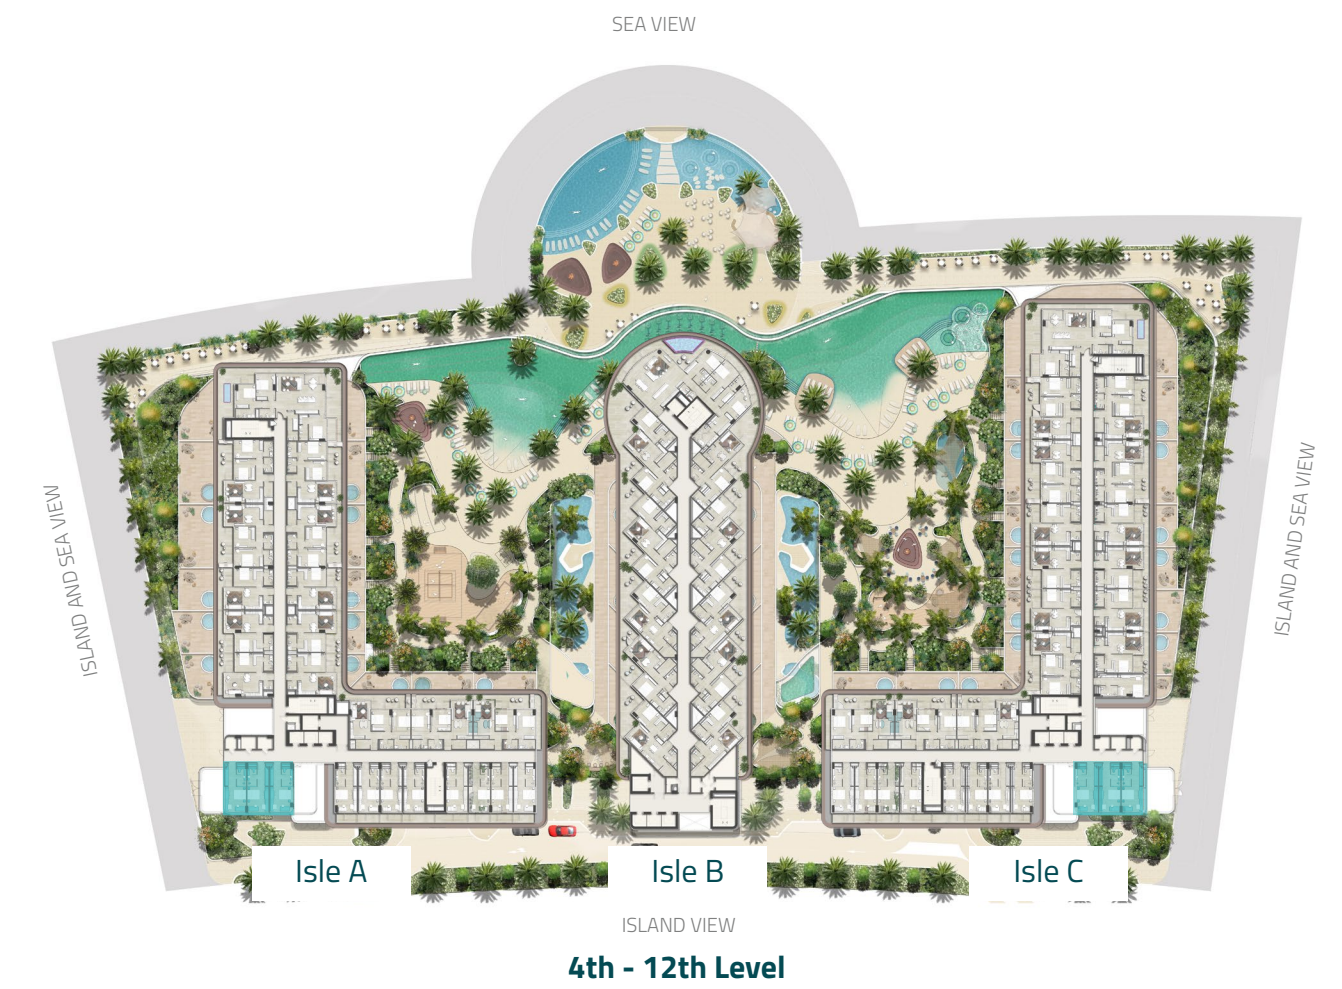 SEA VIEW
ISLAND AND SEA VIEW
ISLAND AND SEA VIEW
Isle A
Isle B
Isle C
ISLAND VIEW
4th - 12th Level